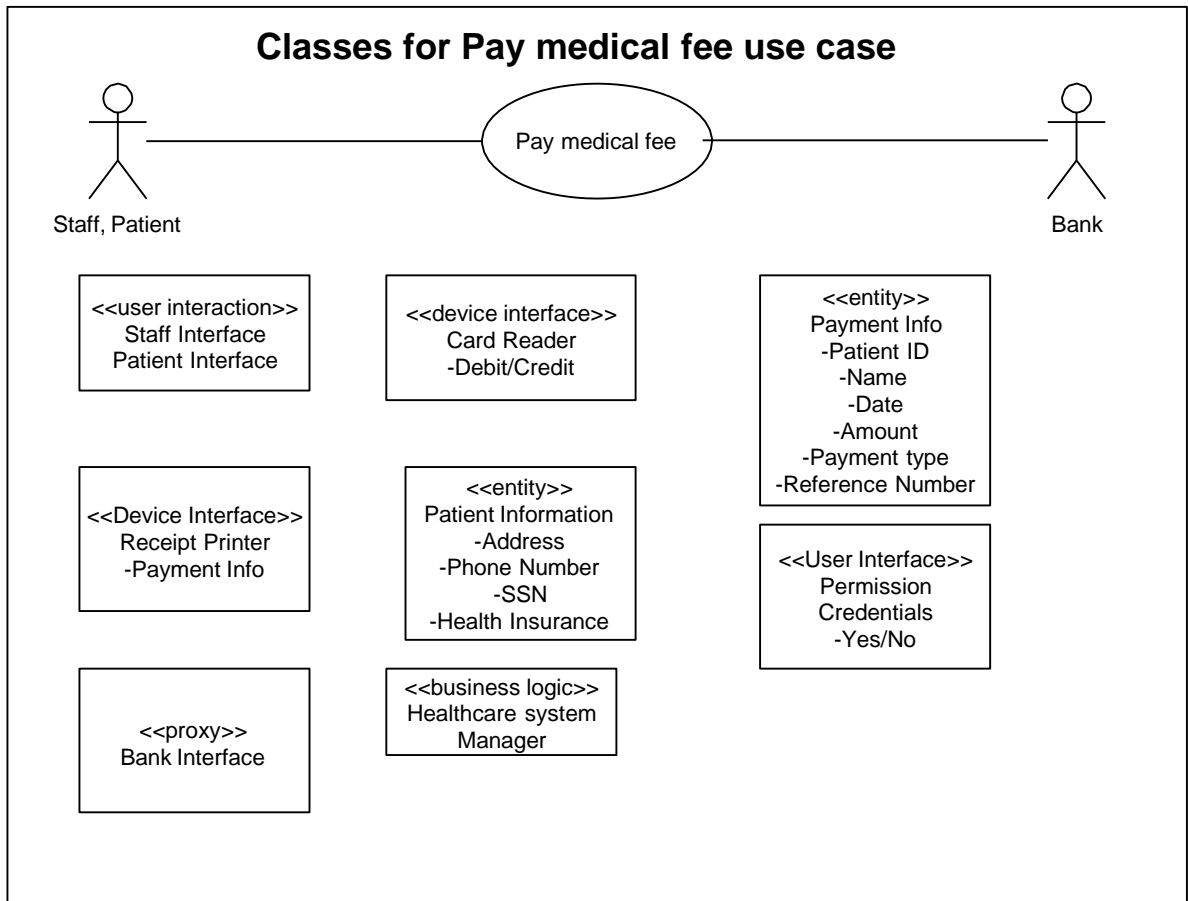 Classes for Pay medical fee use case
Pay medical fee
Staff, Patient
Bank
<<user interaction>>
Staff Interface
Patient Interface
<<device interface>>
Card Reader
-Debit/Credit
<<entity>>
Payment Info
-Patient ID
-Name
-Date
-Amount
-Payment type
-Reference Number
<<Device Interface>>
Receipt Printer
-Payment Info
<<entity>>
Patient Information
-Address
-Phone Number
-SSN
-Health Insurance
<<User Interface>>
Permission
Credentials
-Yes/No
<<proxy>>
Bank Interface
<<business logic>>
Healthcare system
Manager